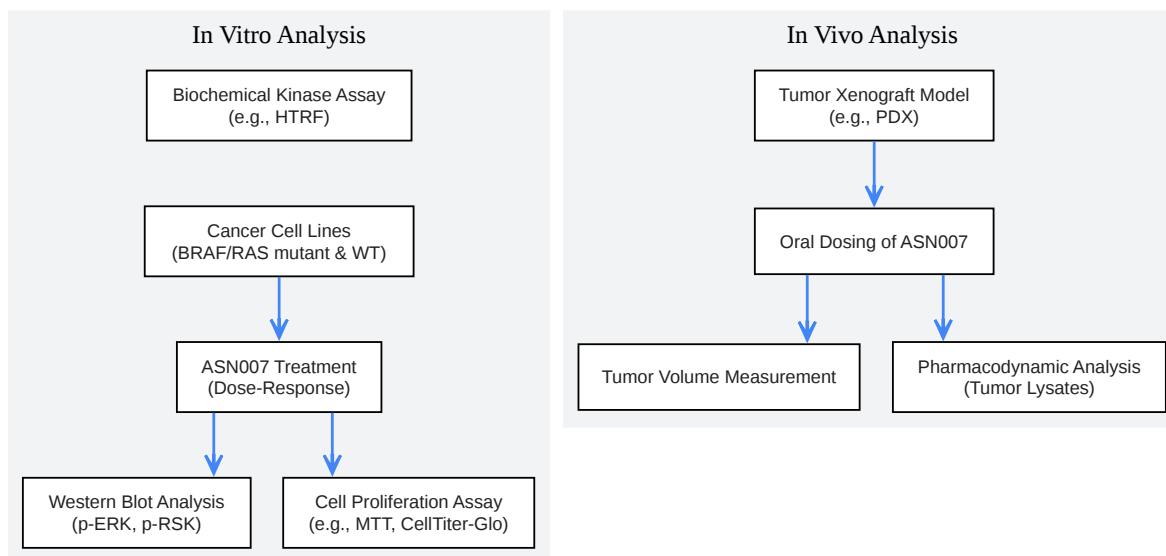 In Vitro Analysis
Biochemical Kinase Assay
(e.g., HTRF)
Cancer Cell Lines
(BRAF/RAS mutant & WT)
ASN007 Treatment
(Dose-Response)
Western Blot Analysis
(p-ERK, p-RSK)
Cell Proliferation Assay
(e.g., MTT, CellTiter-Glo)
In Vivo Analysis
Tumor Xenograft Model
(e.g., PDX)
Oral Dosing of ASN007
Tumor Volume Measurement
Pharmacodynamic Analysis
(Tumor Lysates)